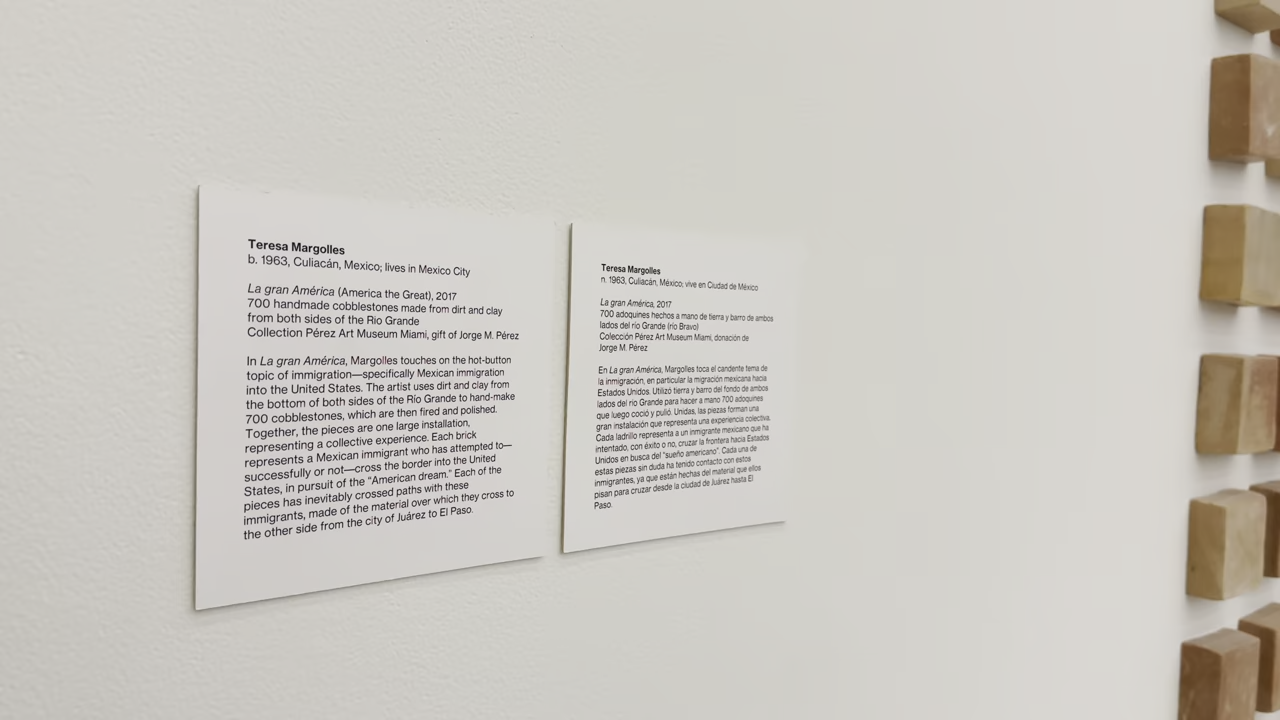 Teresa Margolles
b. 1963, Culiacán, Mexico; lives in Mexico City
La gran América (America the Great), 2017
700 handmade cobblestones made from dirt and clay
from both sides of the Río Grande
Collection Pérez Art Museum Miami, gift of Jorge M. Pérez
In La gran América, Margolles touches on the hot-button
topic of immigration—specifically Mexican immigration
into the United States. The artist uses dirt and clay from
the bottom of both sides of the Río Grande to hand-make
700 cobblestones, which are then fired and polished.
Together, the pieces are one large installation,
representing a collective experience. Each brick
represents a Mexican immigrant who has attempted to—
successfully or not—cross the border into the United
States, in pursuit of the “American dream.” Each of the
pieces has inevitably crossed paths with these
immigrants, made of the material over which they cross to
the other side from the city of Juárez to El Paso.
Teresa Margolles
n. 1963, Culiacán, México; vive en Ciudad de México
La gran América, 2017
700 adoquines hechos a mano de tierra y barro de ambos
lados del río Grande (río Bravo)
Colección Pérez Art Museum Miami, donación de
Jorge M. Pérez
En La gran América, Margolles toca el candente tema de
la inmigración, en particular la migración mexicana hacia
Estados Unidos. Utilizó tierra y barro del fondo de ambos
lados del río Grande para hacer a mano 700 adoquines
que luego coció y pulió. Unidas, las piezas forman una
gran instalación que representa una experiencia colectiva.
Cada ladrillo representa a un inmigrante mexicano que ha
intentado, con éxito o no, cruzar la frontera hacia Estados
Unidos en busca del “sueño americano”. Cada una de
estas piezas sin duda ha tenido contacto con estos
inmigrantes, ya que están hechas del material que ellos
pisan para cruzar desde la ciudad de Juárez hasta El
Paso.